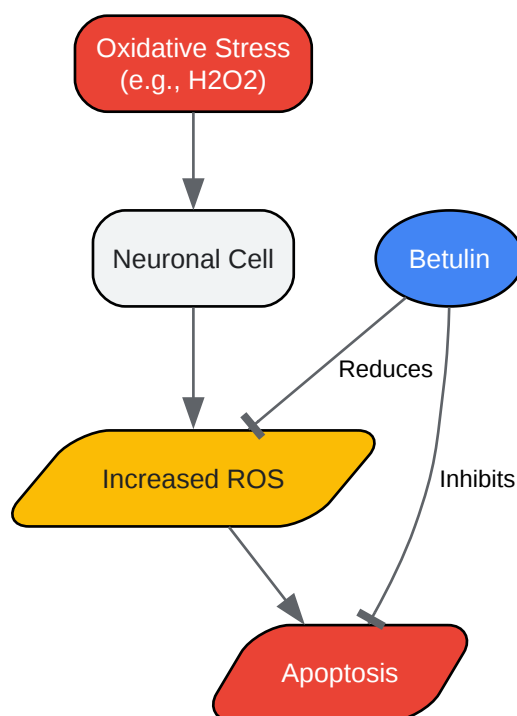 Oxidative Stress
(e.g., H2O2)
Neuronal Cell
Betulin
Reduces
Increased ROS
Inhibits
Apoptosis